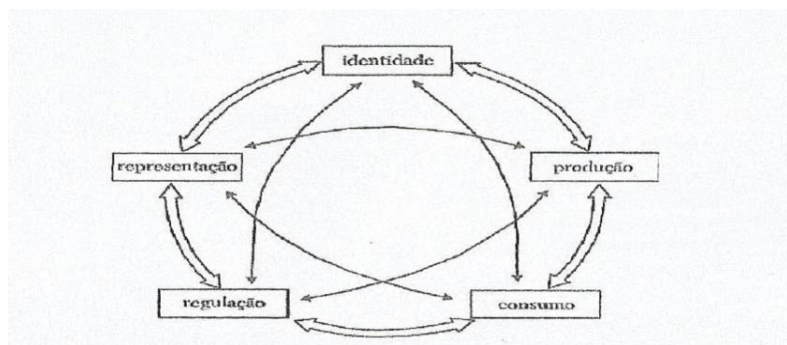 identidade
representação
produção
regulação
consumo